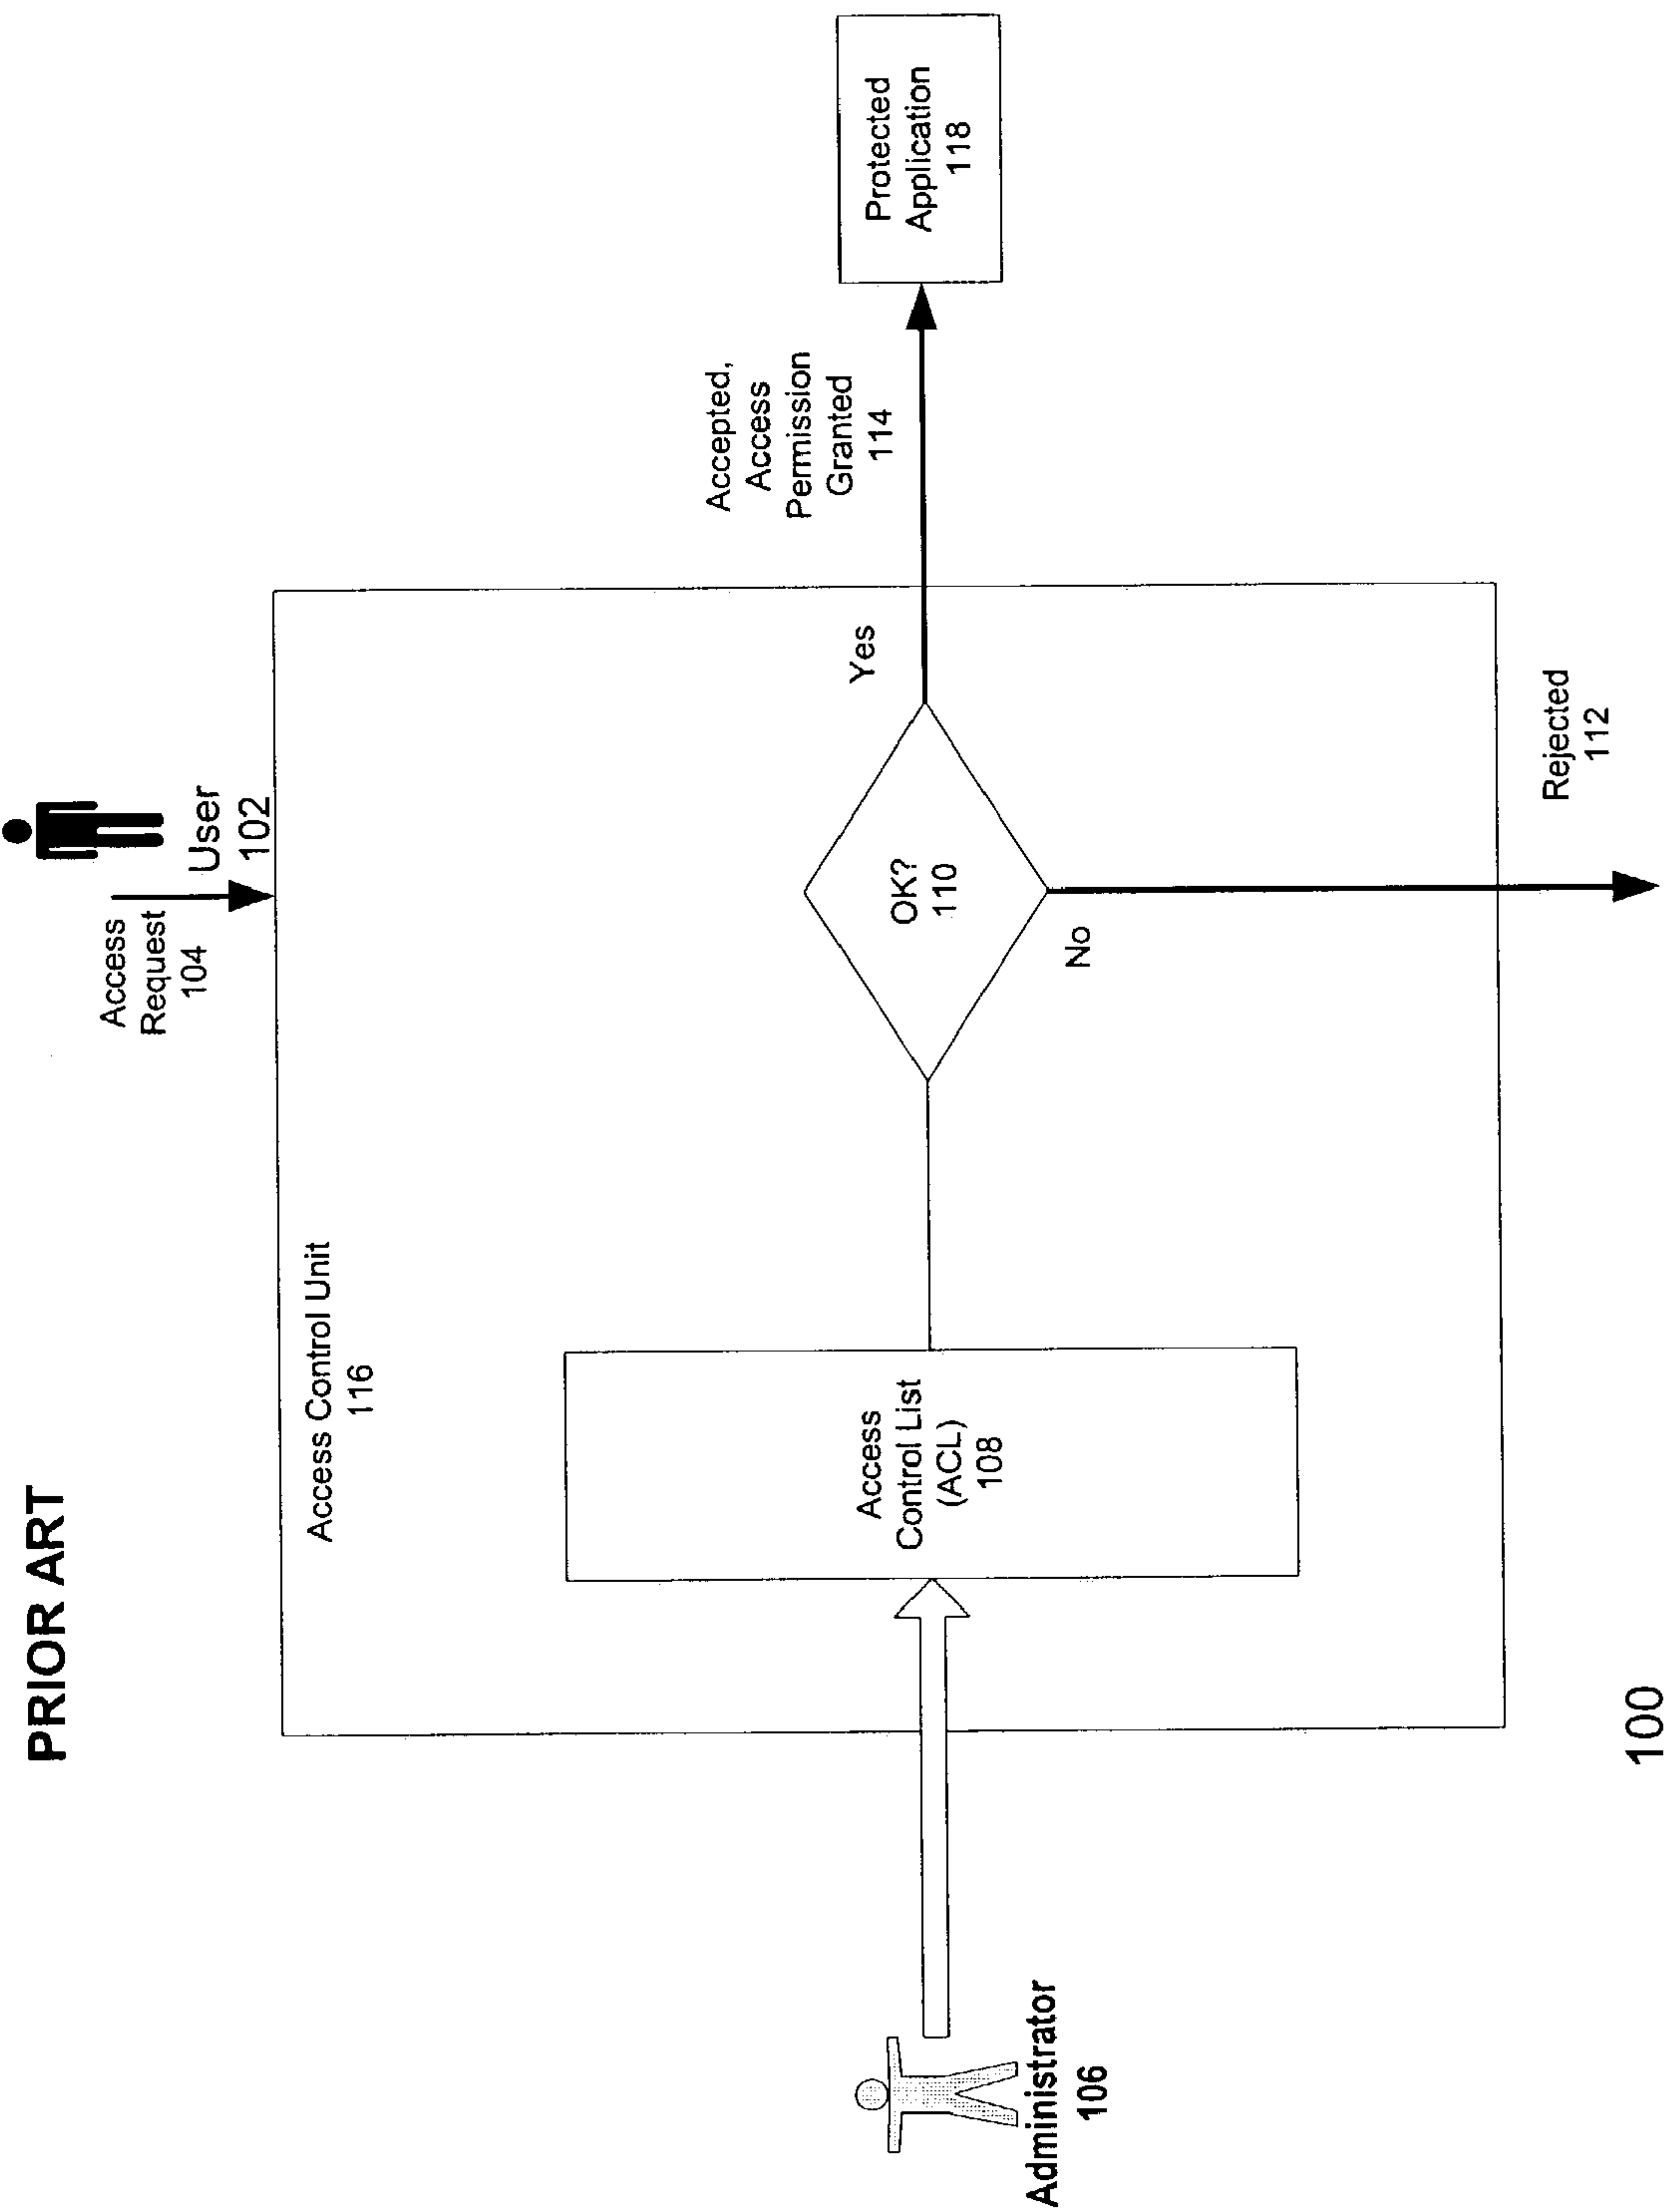 PRIOR ART
Access
Request
104
User
102
Access Control Unit
116
Accepted,
Access
Permission
Granted
114
Protected
Application
118
Administrator
106
Access
Control List
(ACL)
108
OK?
110
Yes
No
Rejected
112
100